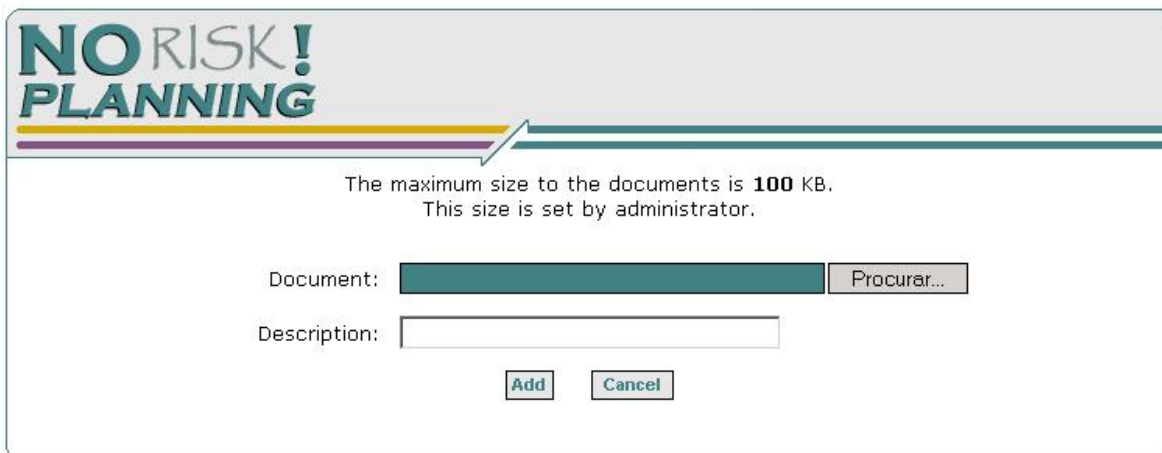 NO RISK!
PLANNING
The maximum size to the documents is 100 KB.
This size is set by administrator.
Document: Procurar...
Description:
Add Cancel